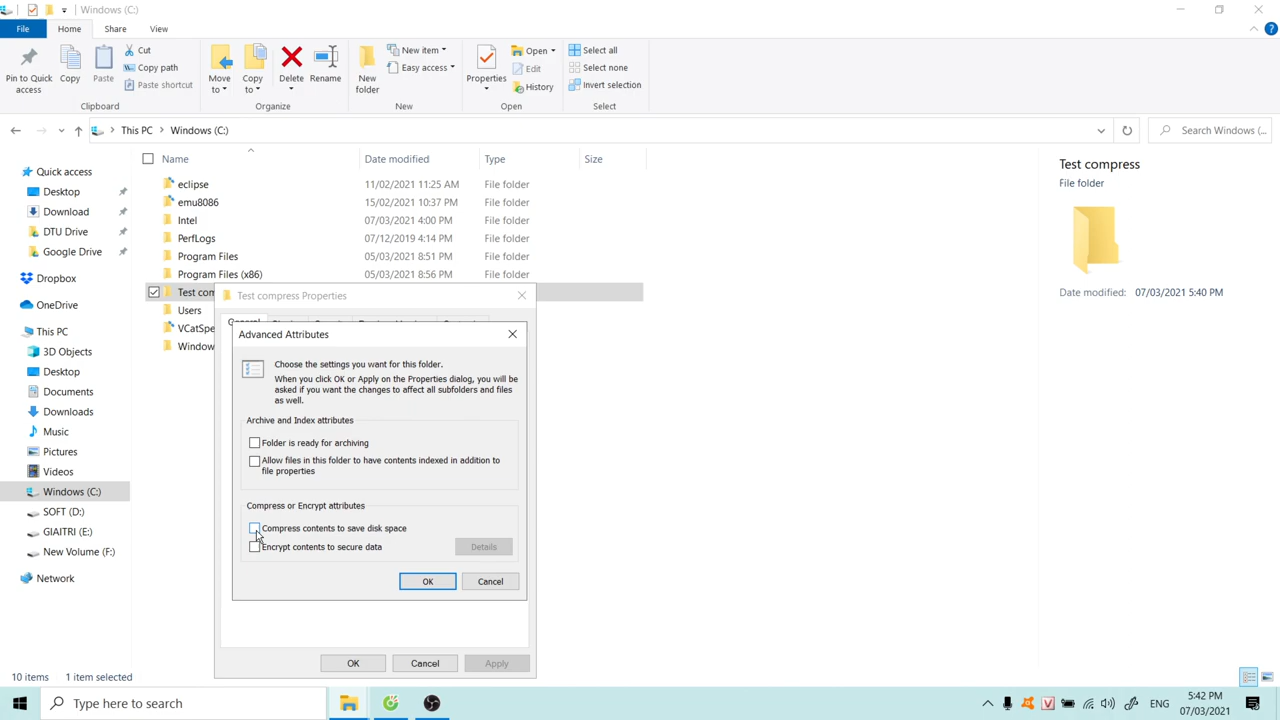 Windows (C:)
File Home Share View
Pin to Quick access
Copy
Paste
Cut
Copy path
Paste shortcut
Clipboard
Move to
Copy to
Delete
Rename
Organize
New folder
New item
Easy access
New
Properties
Open
Edit
History
Open
Select all
Select none
Invert selection
Select
This PC Windows (C:)
Search Windows (...
Name Date modified Type Size
Quick access
Desktop
Download
DTU Drive
Google Drive
Dropbox
OneDrive
This PC
3D Objects
Desktop
Documents
Downloads
Music
Pictures
Videos
Windows (C:)
SOFT (D:)
GIAITRI (E:)
New Volume (F:)
Network
eclipse 11/02/2021 11:25 AM File folder
emu8086 15/02/2021 10:37 PM File folder
Intel 07/03/2021 4:00 PM File folder
PerfLogs 07/12/2019 4:14 PM File folder
Program Files 05/03/2021 8:51 PM File folder
Program Files (x86) 05/03/2021 8:56 PM File folder
Test com
Users
VCatSpe
Window
Test compress Properties
General
Advanced Attributes
Choose the settings you want for this folder.
When you click OK or Apply on the Properties dialog, you will be
asked if you want the changes to affect all subfolders and files
as well.
Archive and Index attributes
Folder is ready for archiving
Allow files in this folder to have contents indexed in addition to
file properties
Compress or Encrypt attributes
Compress contents to save disk space
Encrypt contents to secure data
Details
OK Cancel
OK Cancel Apply
Test compress
File folder
Date modified: 07/03/2021 5:40 PM
10 items 1 item selected
Type here to search
ENG
5:42 PM
07/03/2021